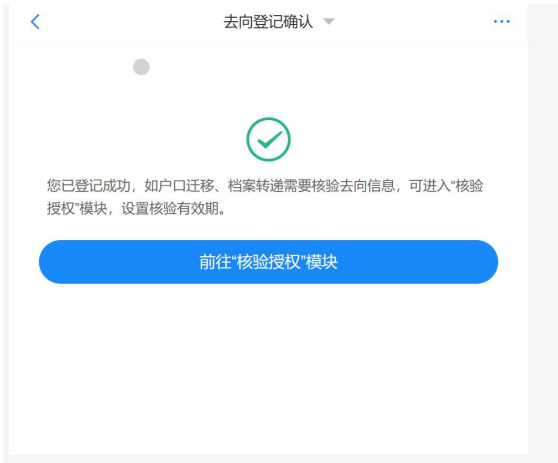 去向登记确认
您已登记成功，如户口迁移、档案转递需要核验去向信息，可进入“核验
授权”模块，设置核验有效期。
前往“核验授权”模块